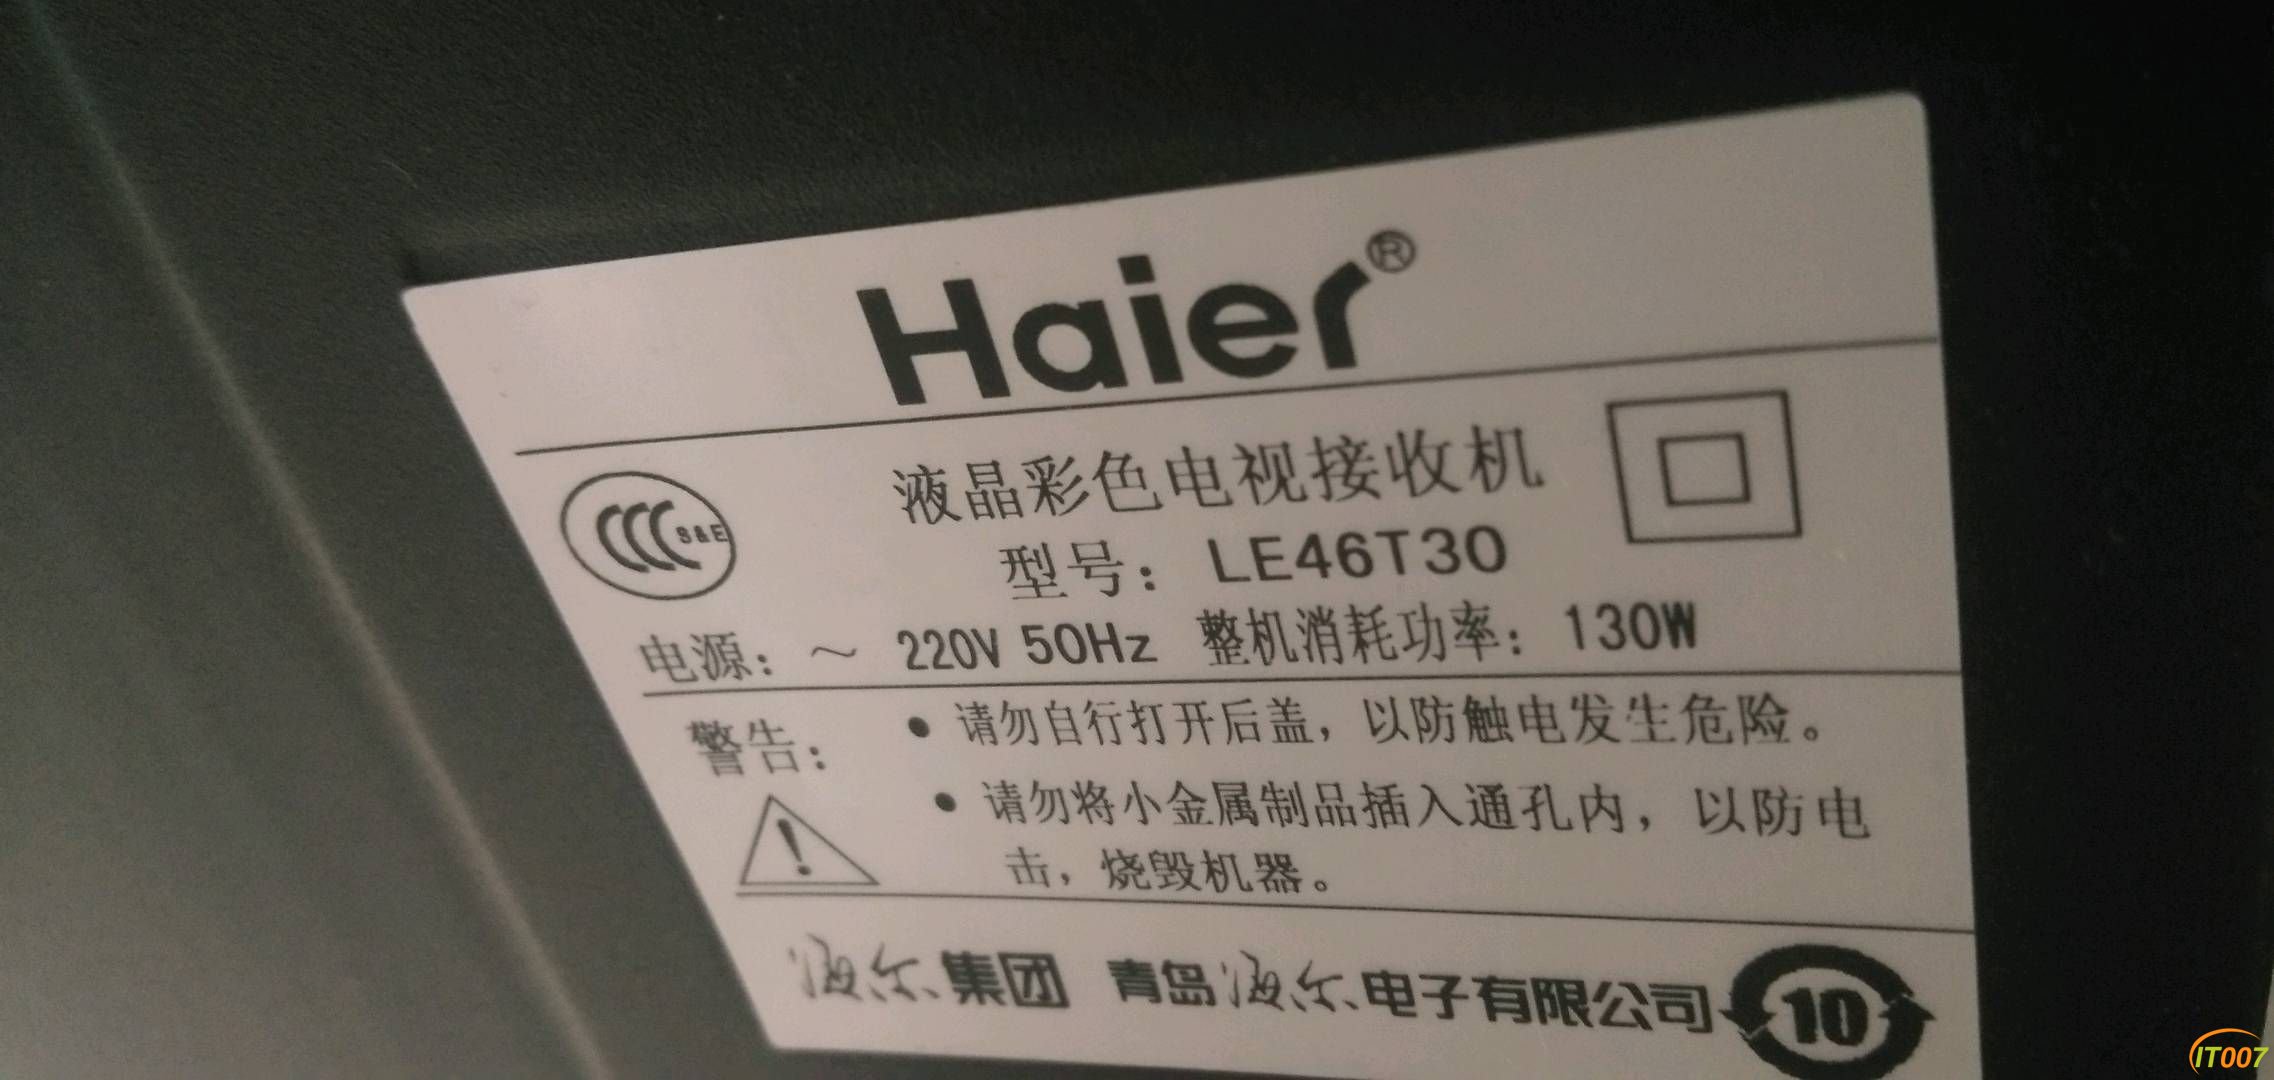 Haier®
液晶彩色电视接收机
CCC S&E
型号: LE46T30
电源: ～ 220V 50Hz 整机消耗功率: 130W
警告:
● 请勿自行打开后盖，以防触电发生危险。
● 请勿将小金属制品插入通孔内，以防电
击，烧毁机器。
!
海尔集团 青岛海尔电子有限公司
10
IT007